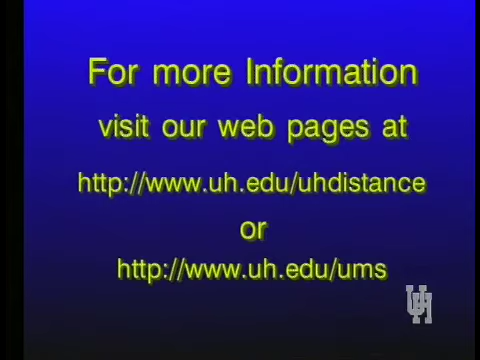 For more Information
visit our web pages at
http://www.uh.edu/uhdistance
or
http://www.uh.edu/ums
UH